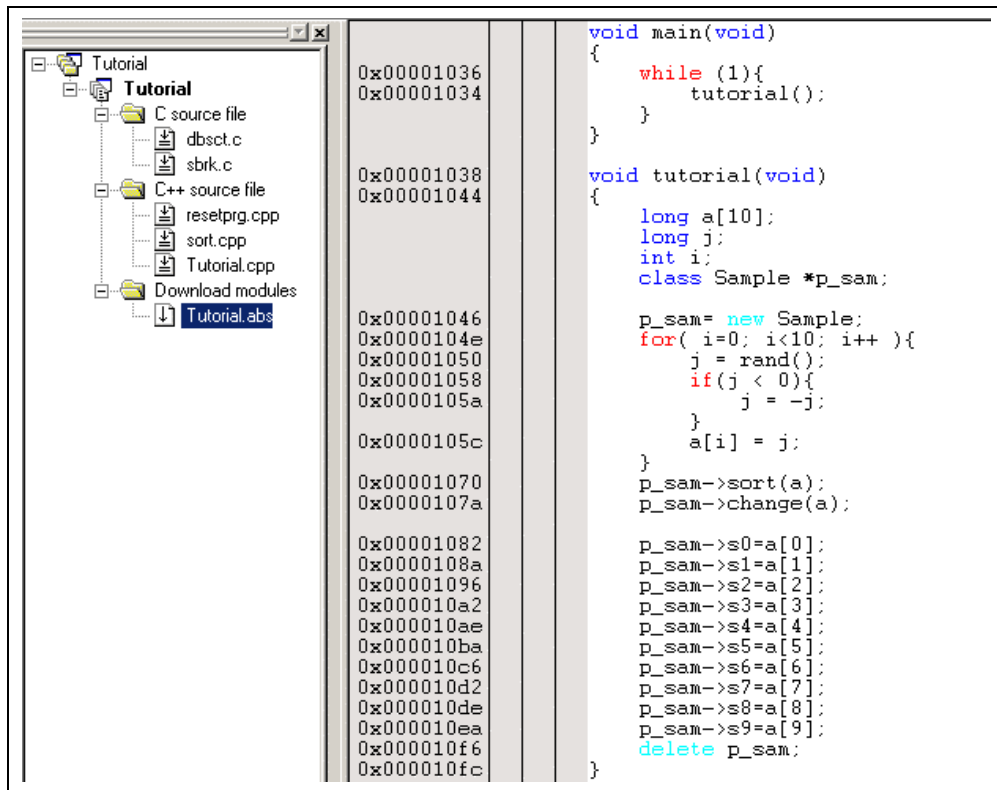 Tutorial
Tutorial
C source file
dbsct.c
sbrk.c
C++ source file
resetprg.cpp
sort.cpp
Tutorial.cpp
Download modules
Tutorial.abs
void main(void)
{
0x00001036 while (1){
0x00001034 tutorial();
}
}
0x00001038 void tutorial(void)
0x00001044 {
long a[10];
long j;
int i;
class Sample *p_sam;
0x00001046 p_sam= new Sample;
0x0000104e for( i=0; i<10; i++ ){
0x00001050 j = rand();
0x00001058 if(j < 0){
0x0000105a j = -j;
}
0x0000105c a[i] = j;
}
0x00001070 p_sam->sort(a);
0x0000107a p_sam->change(a);
0x00001082 p_sam->s0=a[0];
0x0000108a p_sam->s1=a[1];
0x00001096 p_sam->s2=a[2];
0x000010a2 p_sam->s3=a[3];
0x000010ae p_sam->s4=a[4];
0x000010ba p_sam->s5=a[5];
0x000010c6 p_sam->s6=a[6];
0x000010d2 p_sam->s7=a[7];
0x000010de p_sam->s8=a[8];
0x000010ea p_sam->s9=a[9];
0x000010f6 delete p_sam;
0x000010fc }